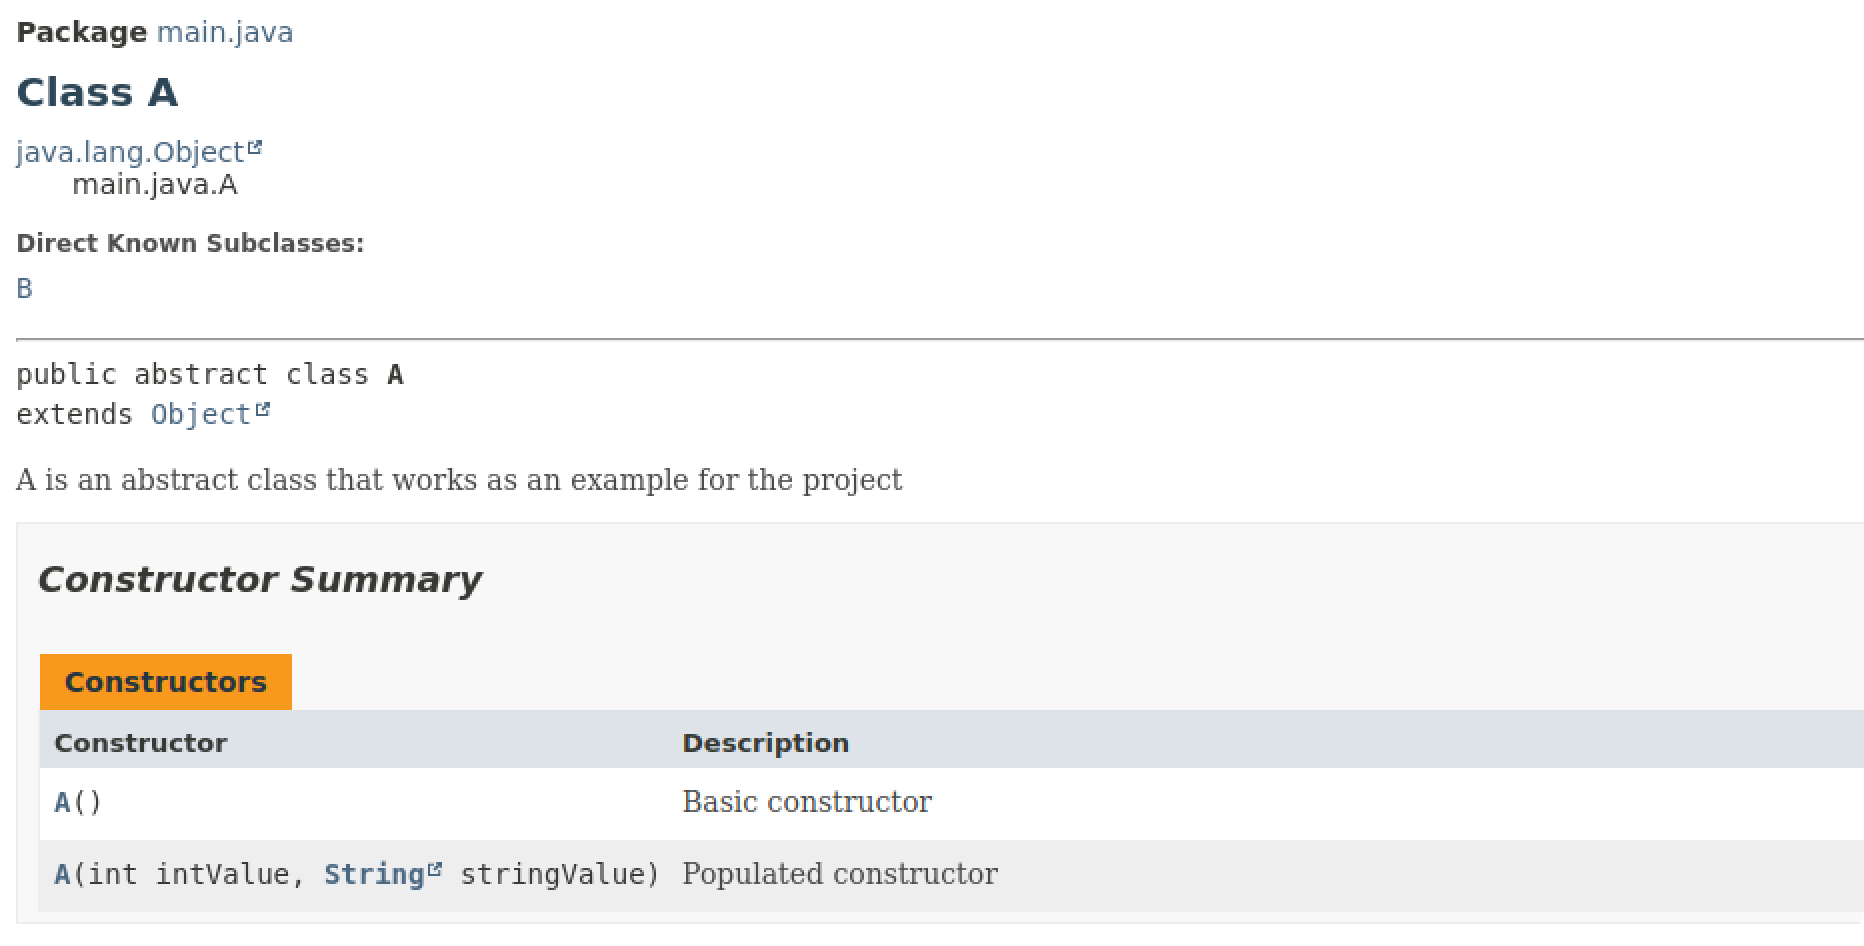 Package main.java
Class A
java.lang.Object
main.java.A
Direct Known Subclasses:
B
public abstract class A
extends Object
A is an abstract class that works as an example for the project
Constructor Summary
Constructors
Constructor Description
A() Basic constructor
A(int intValue, String stringValue) Populated constructor